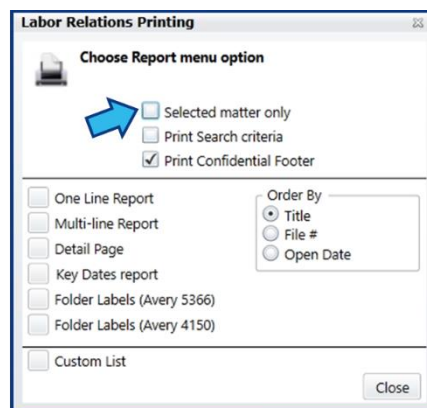 Labor Relations Printing
Choose Report menu option
Selected matter only
Print Search criteria
Print Confidential Footer
One Line Report
Multi-line Report
Detail Page
Key Dates report
Folder Labels (Avery 5366)
Folder Labels (Avery 4150)
Order By
Title
File #
Open Date
Custom List
Close